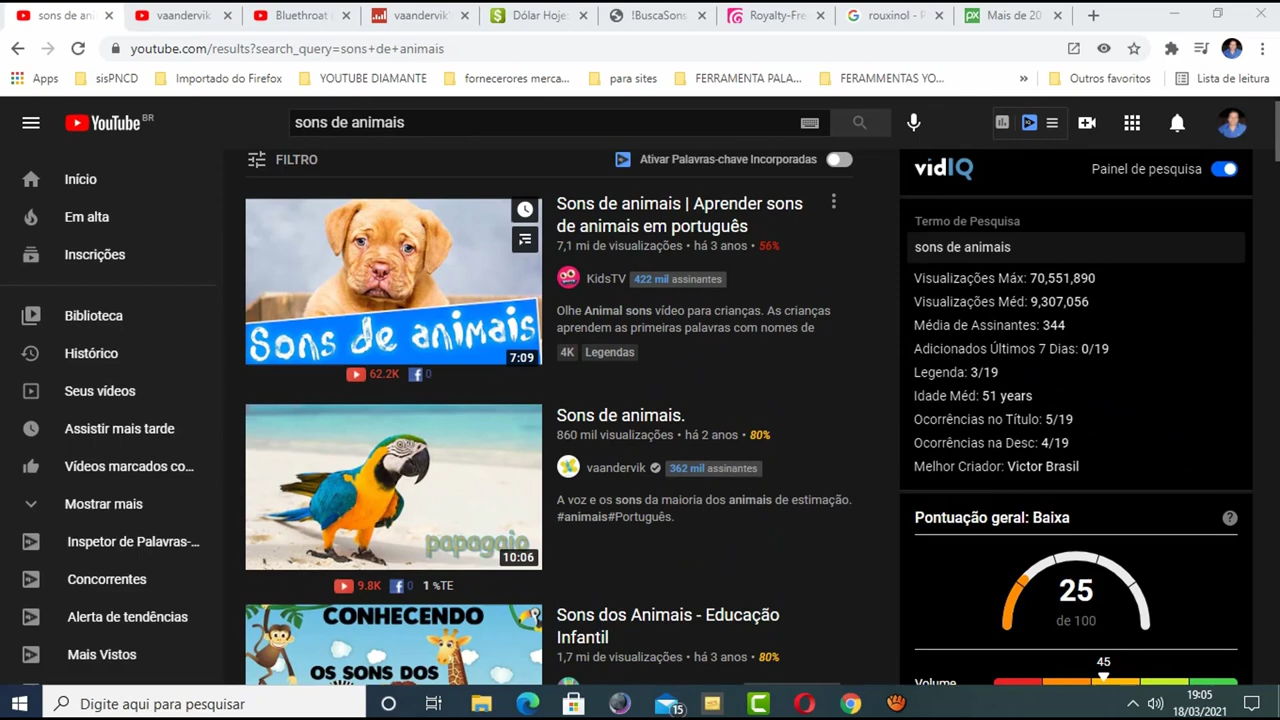 sons de an
vaandervik
Bluethroat
vaandervik
Dólar Hoje
!BuscaSons
Royalty-Fre
rouxinol - P
Mais de 20
youtube.com/results?search_query=sons+de+animais
Apps
sisPNCD
Importado do Firefox
YOUTUBE DIAMANTE
fornecerores merca...
para sites
FERRAMENTA PALA...
FERAMMENTAS YO...
»
Outros favoritos
Lista de leitura
YouTube BR
sons de animais
Início
Em alta
Inscrições
Biblioteca
Histórico
Seus vídeos
Assistir mais tarde
Vídeos marcados co...
Mostrar mais
Inspetor de Palavras-...
Concorrentes
Alerta de tendências
Mais Vistos
FILTRO
Ativar Palavras-chave Incorporadas
Sons de animais
7:09
62.2K
0
Sons de animais | Aprender sons
de animais em português
7,1 mi de visualizações • há 3 anos • 56%
KidsTV 422 mil assinantes
Olhe Animal sons vídeo para crianças. As crianças
aprendem as primeiras palavras com nomes de
4K Legendas
papagaio
10:06
9.8K
0
1 %TE
Sons de animais.
860 mil visualizações • há 2 anos • 80%
vaandervik 362 mil assinantes
A voz e os sons da maioria dos animais de estimação.
#animais#Português.
CONHECENDO
OS SONS DOS
Sons dos Animais - Educação
Infantil
1,7 mi de visualizações • há 3 anos • 80%
vidIQ
Painel de pesquisa
Termo de Pesquisa
sons de animais
Visualizações Máx: 70,551,890
Visualizações Méd: 9,307,056
Média de Assinantes: 344
Adicionados Últimos 7 Dias: 0/19
Legenda: 3/19
Idade Méd: 51 years
Ocorrências no Título: 5/19
Ocorrências na Desc: 4/19
Melhor Criador: Victor Brasil
Pontuação geral: Baixa
?
25
de 100
45
Volume
Digite aqui para pesquisar
15
19:05
18/03/2021